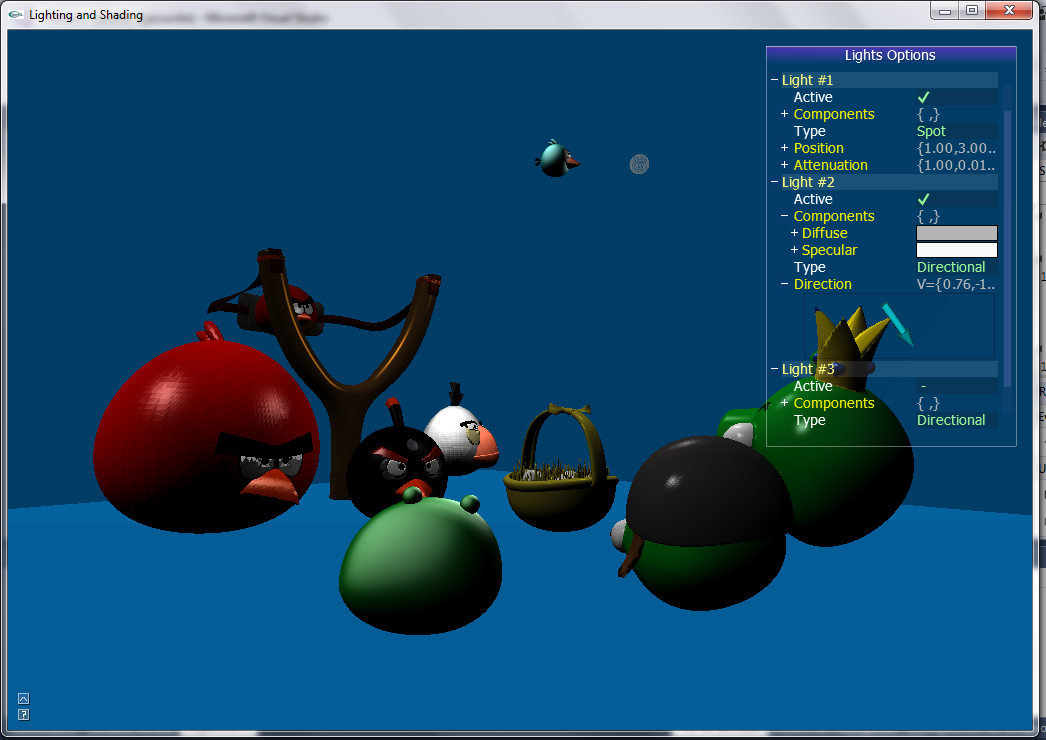 Lighting and Shading
Lights Options
− Light #1
Active ✓
+ Components { ,}
Type Spot
+ Position {1.00,3.00..
+ Attenuation {1.00,0.01..
− Light #2
Active ✓
− Components { ,}
+ Diffuse
+ Specular
Type Directional
− Direction V={0.76,-1..
− Light #3
Active -
+ Components { ,}
Type Directional
?